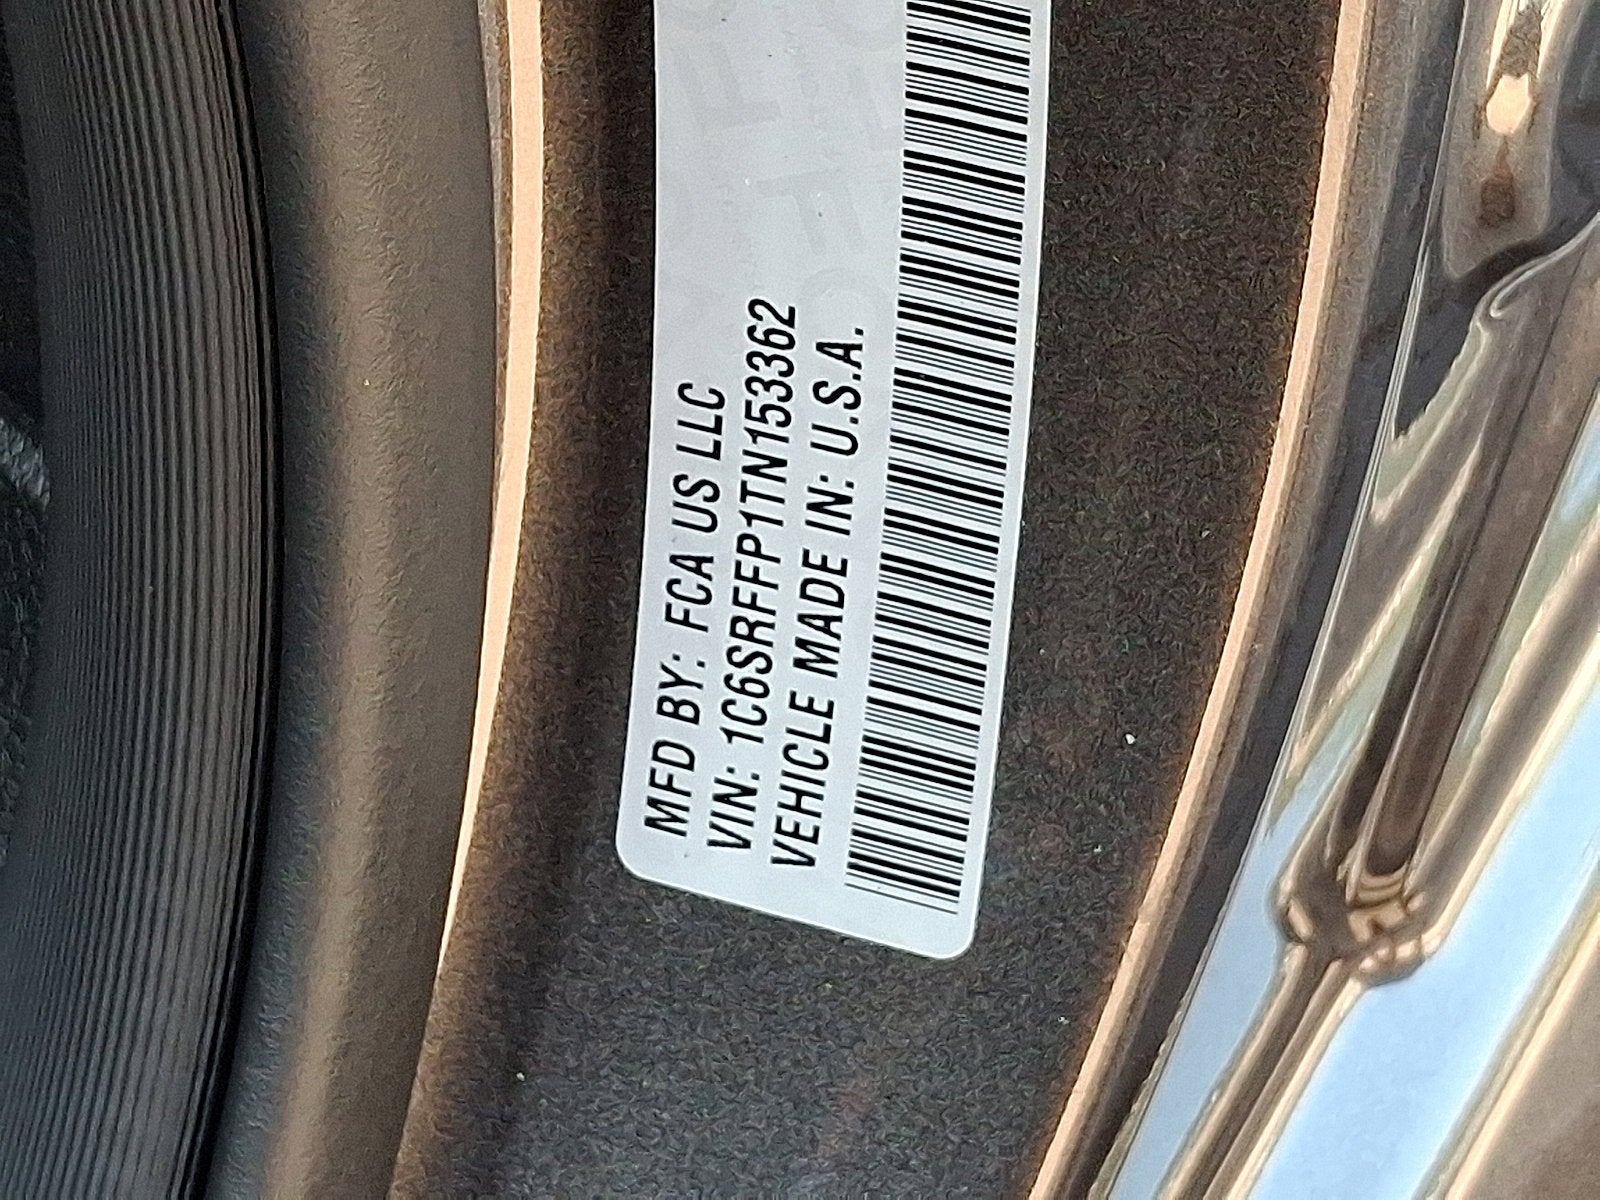 MFD BY: FCA US LLC
VIN: 1C6SRFFP1TN153362
VEHICLE MADE IN: U.S.A.